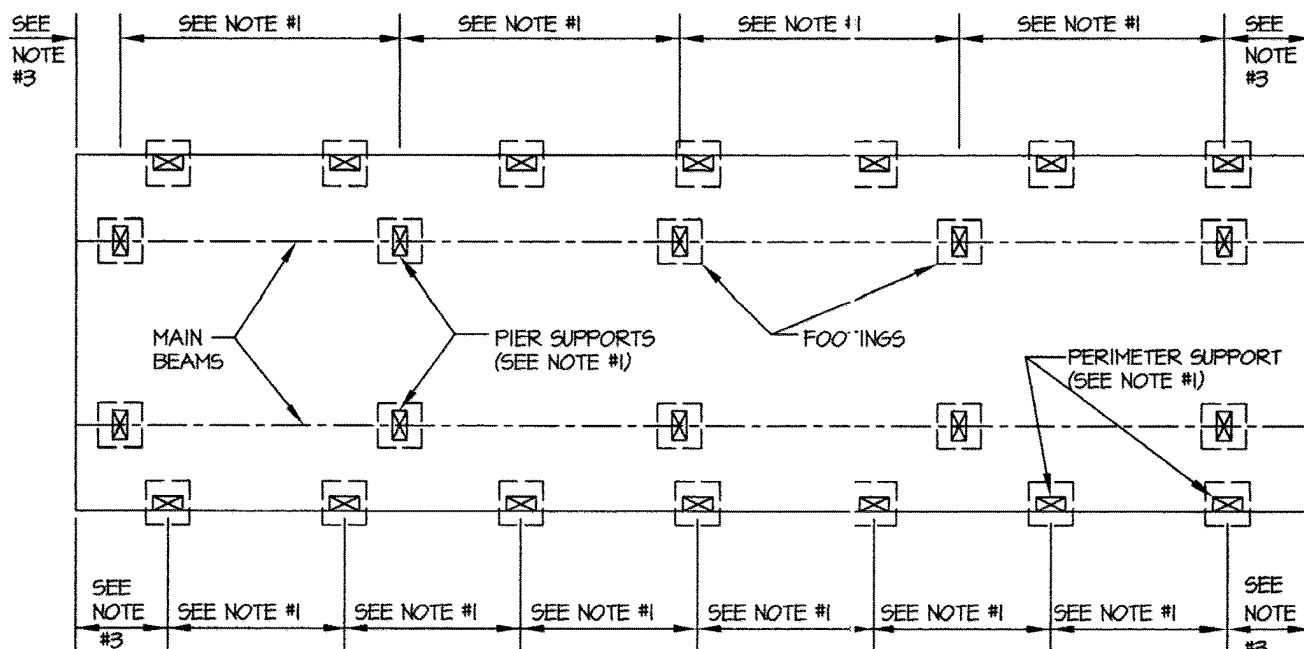 SEE
NOTE
#3
SEE NOTE #1
SEE NOTE #1
SEE NOTE #1
SEE NOTE #1
SEE
NOTE
#3
MAIN
BEAMS
PIER SUPPORTS
(SEE NOTE #1)
FOOTINGS
PERIMETER SUPPORT
(SEE NOTE #1)
SEE
NOTE
#3
SEE NOTE #1
SEE NOTE #1
SEE NOTE #1
SEE NOTE #1
SEE NOTE #1
SEE NOTE #1
SEE
NOTE
#3